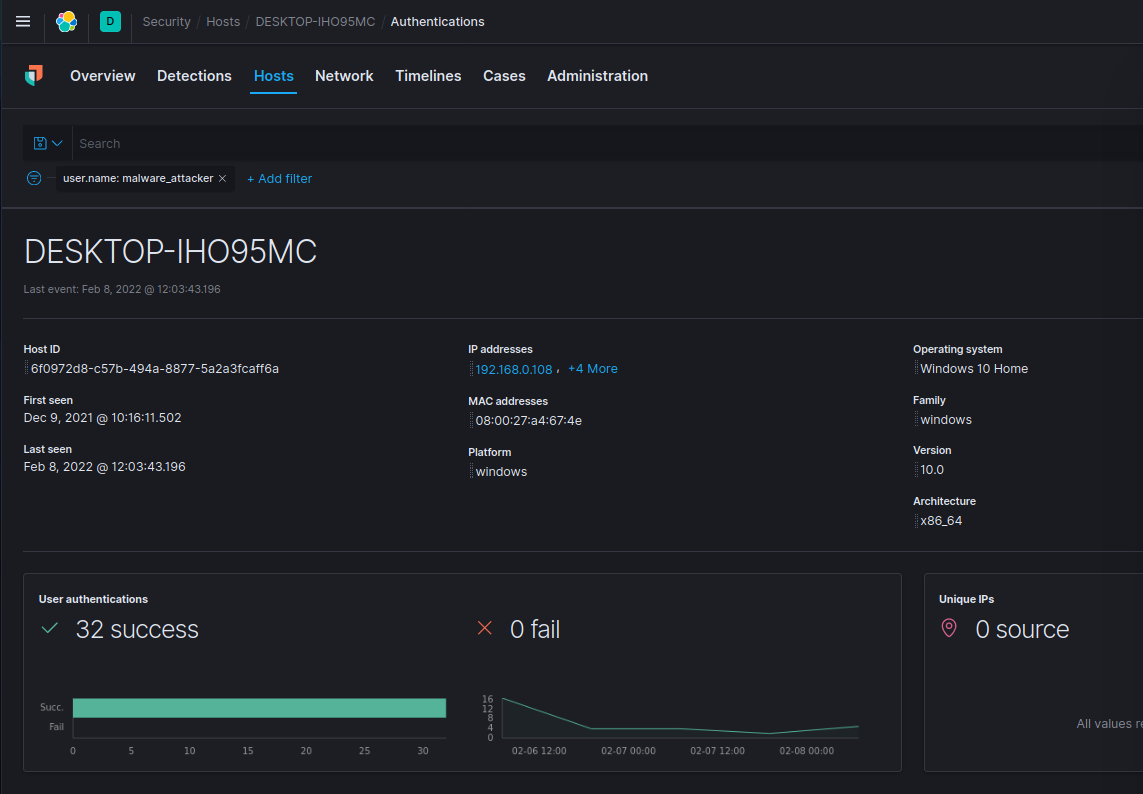 D Security / Hosts / DESKTOP-IHO95MC / Authentications
Overview Detections Hosts Network Timelines Cases Administration
Search
user.name: malware_attacker × + Add filter
DESKTOP-IHO95MC
Last event: Feb 8, 2022 @ 12:03:43.196
Host ID
6f0972d8-c57b-494a-8877-5a2a3fcaff6a
First seen
Dec 9, 2021 @ 10:16:11.502
Last seen
Feb 8, 2022 @ 12:03:43.196
IP addresses
192.168.0.108 , +4 More
MAC addresses
08:00:27:a4:67:4e
Platform
windows
Operating system
Windows 10 Home
Family
windows
Version
10.0
Architecture
x86_64
User authentications
32 success
0 fail
Succ.
Fail
0 5 10 15 20 25 30
16
12
8
4
0
02-06 12:00 02-07 00:00 02-07 12:00 02-08 00:00
Unique IPs
0 source
All values re